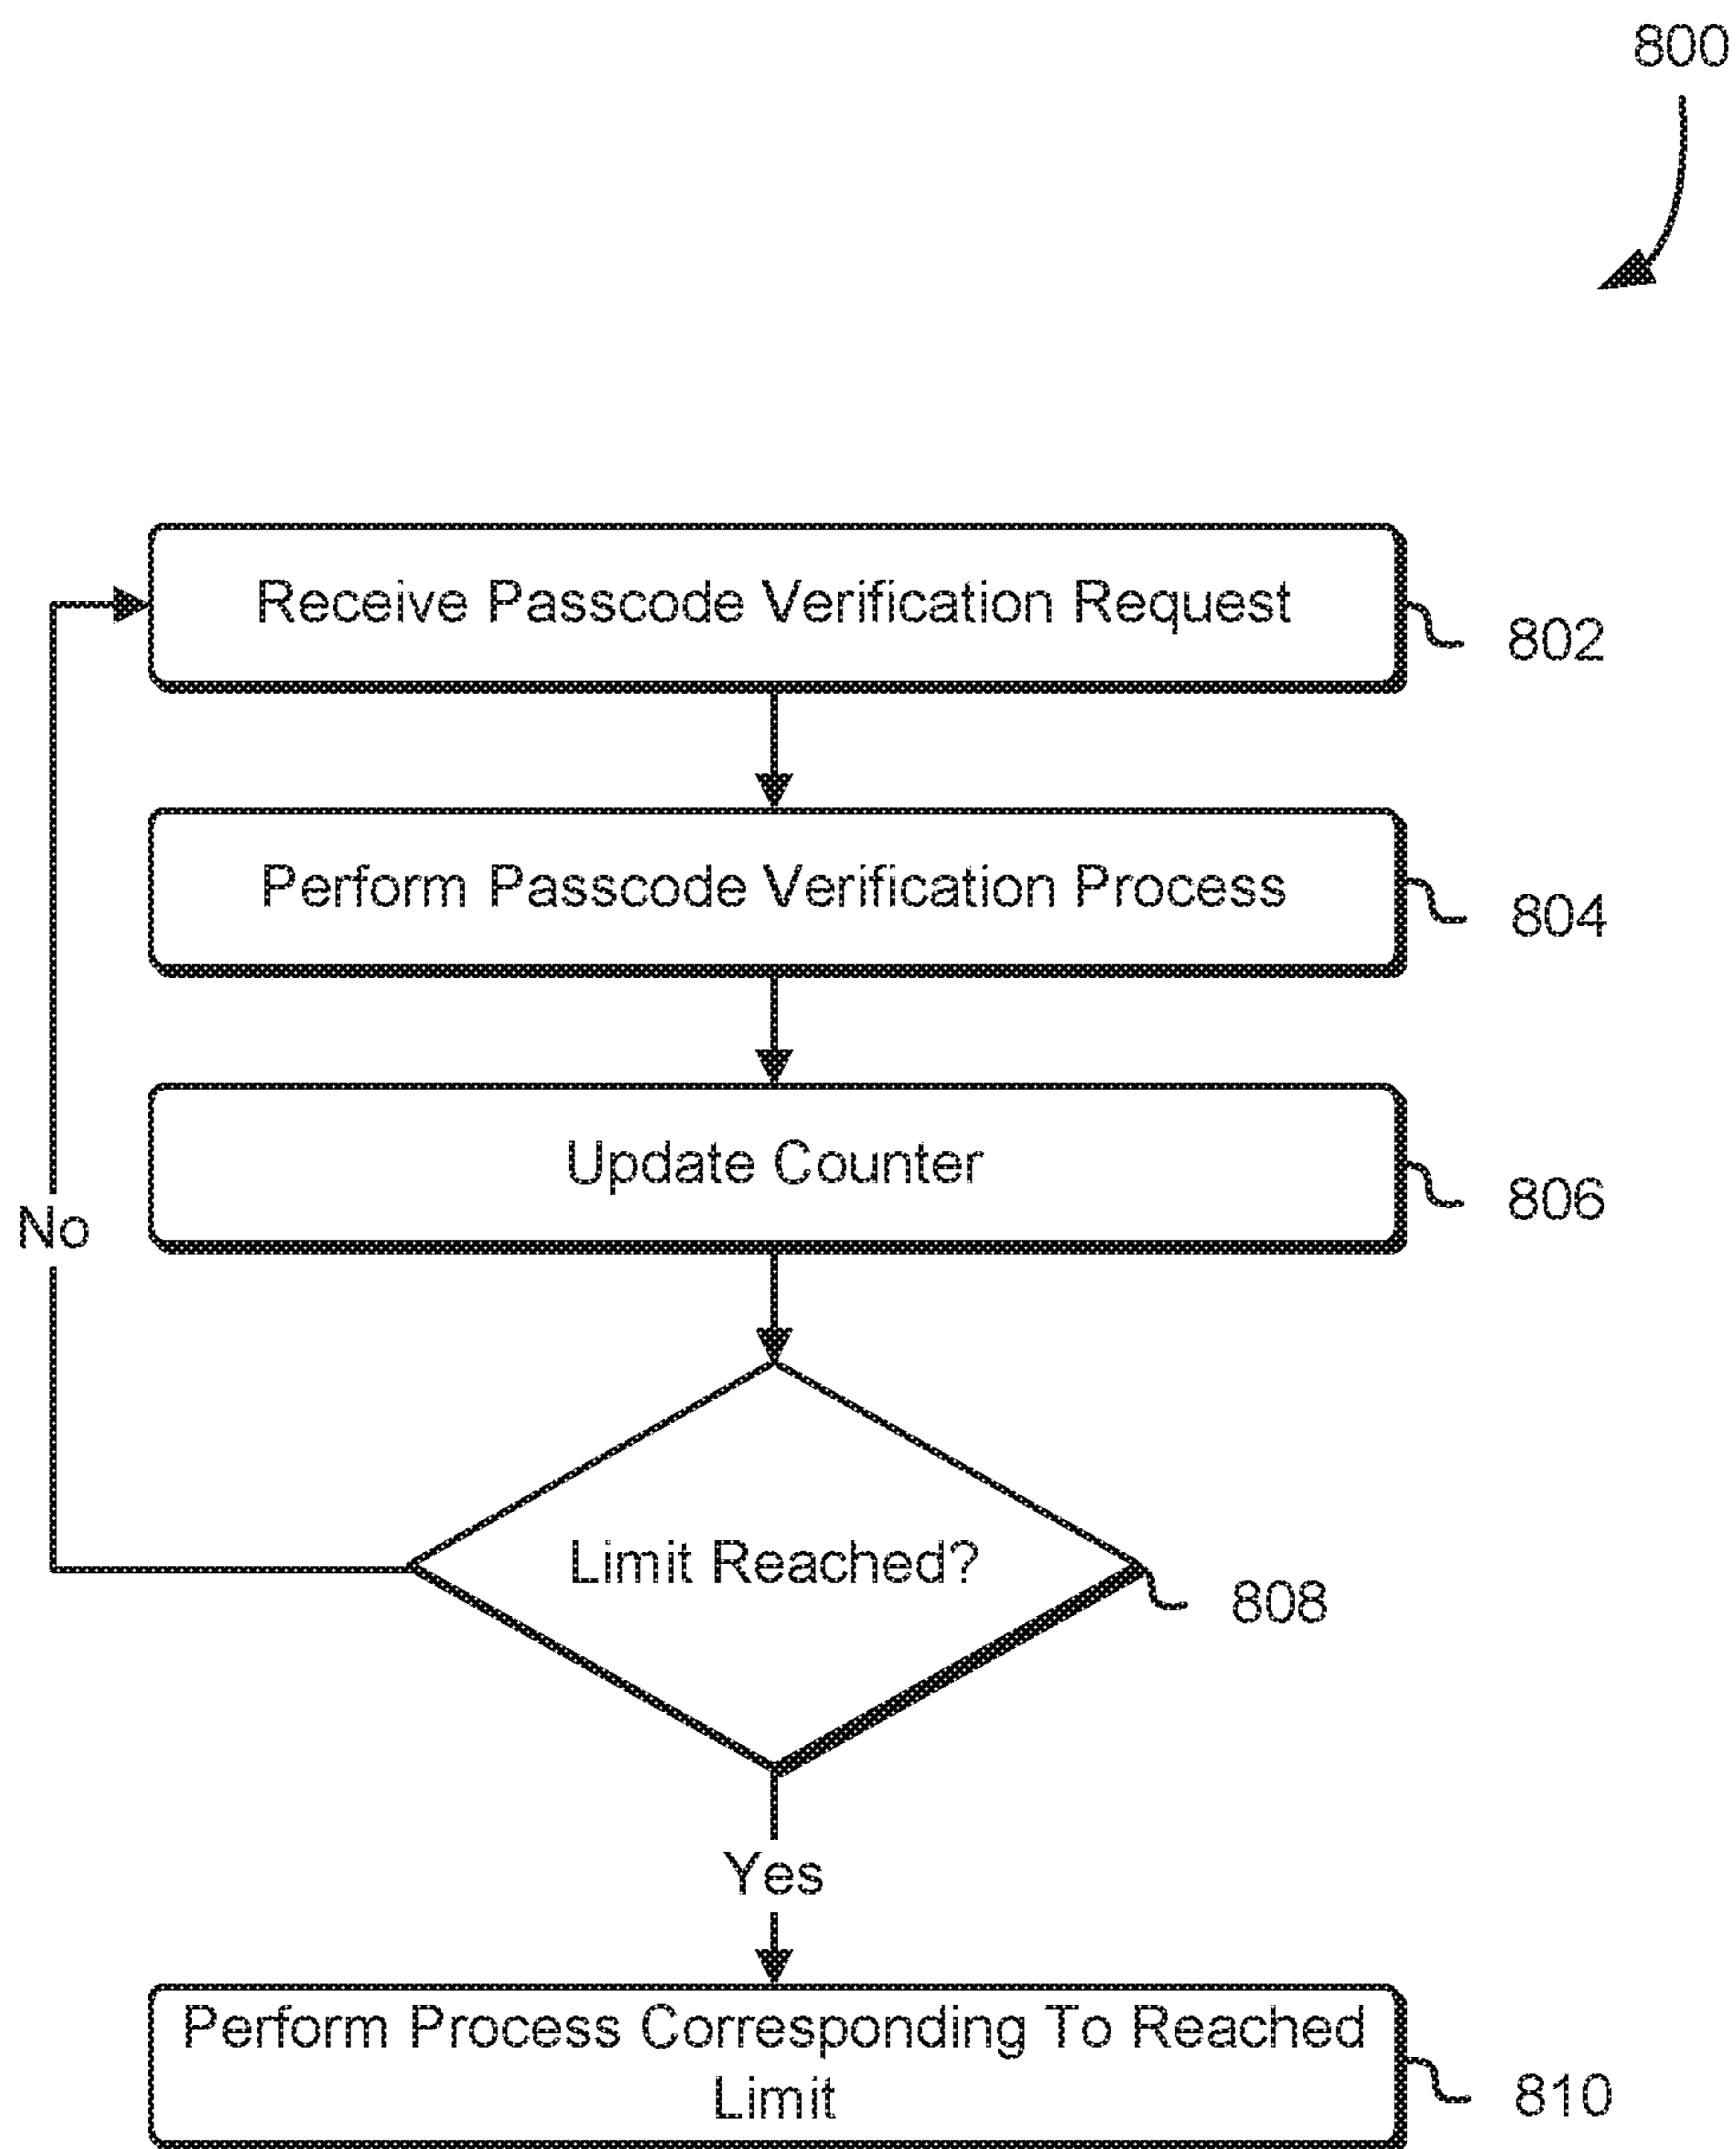 800
Receive Passcode Verification Request
802
Perform Passcode Verification Process
804
Update Counter
806
No
Limit Reached?
808
Yes
Perform Process Corresponding To Reached
Limit
810